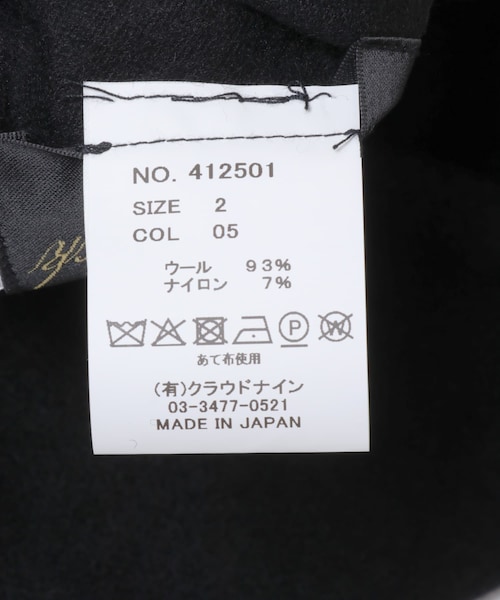 NO. 412501
SIZE 2
COL 05
ウール 93%
ナイロン 7%
P W
あて布使用
(有)クラウドナイン
03-3477-0521
MADE IN JAPAN